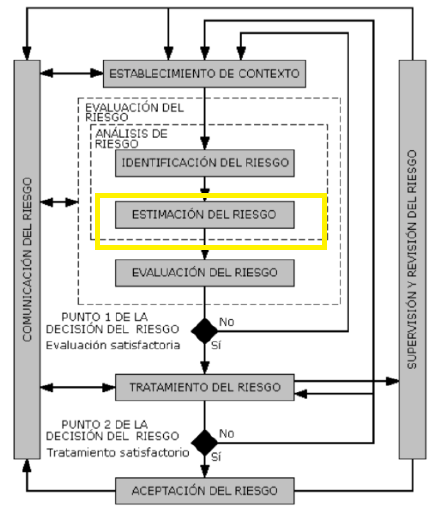 ESTABLECIMIENTO DE CONTEXTO
EVALUACIÓN DEL
RIESGO
ANÁLISIS DE
RIESGO
IDENTIFICACIÓN DEL RIESGO
ESTIMACIÓN DEL RIESGO
EVALUACIÓN DEL RIESGO
COMUNICACIÓN DEL RIESGO
SUPERVISIÓN Y REVISIÓN DEL RIESGO
PUNTO 1 DE LA
DECISIÓN DEL RIESGO
Evaluación satisfactoria
No
Sí
TRATAMIENTO DEL RIESGO
PUNTO 2 DE LA
DECISIÓN DEL RIESGO
Tratamiento satisfactorio
No
Sí
ACEPTACIÓN DEL RIESGO